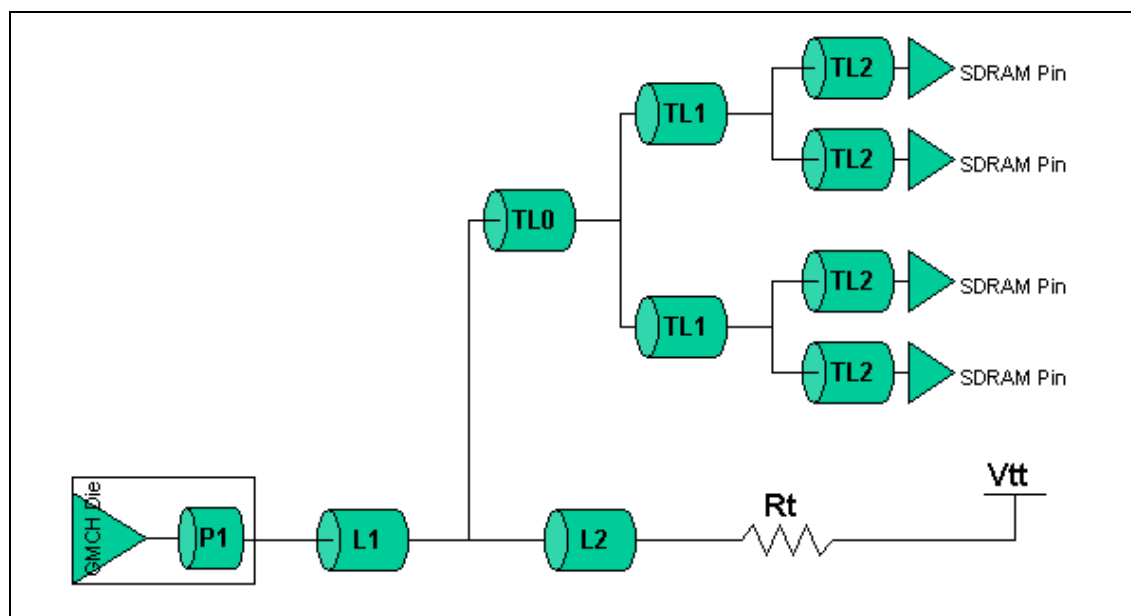 TL2
SDRAM Pin
TL1
TL2
SDRAM Pin
TL0
TL2
SDRAM Pin
TL1
TL2
SDRAM Pin
Vtt
Rt
GMCH Die
P1
L1
L2